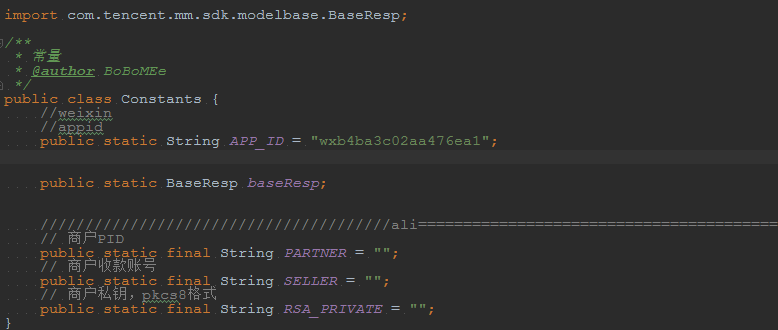 import com.tencent.mm.sdk.modelbase.BaseResp;
/**
* 常量
* @author BoBoMEe
*/
public class Constants {
//weixin
//appid
public static String APP_ID = "wxb4ba3c02aa476ea1";
public static BaseResp baseResp;
///////////////////////////////////////ali========================================
// 商户PID
public static final String PARTNER = "";
// 商户收款账号
public static final String SELLER = "";
// 商户私钥，pkcs8格式
public static final String RSA_PRIVATE = "";
}